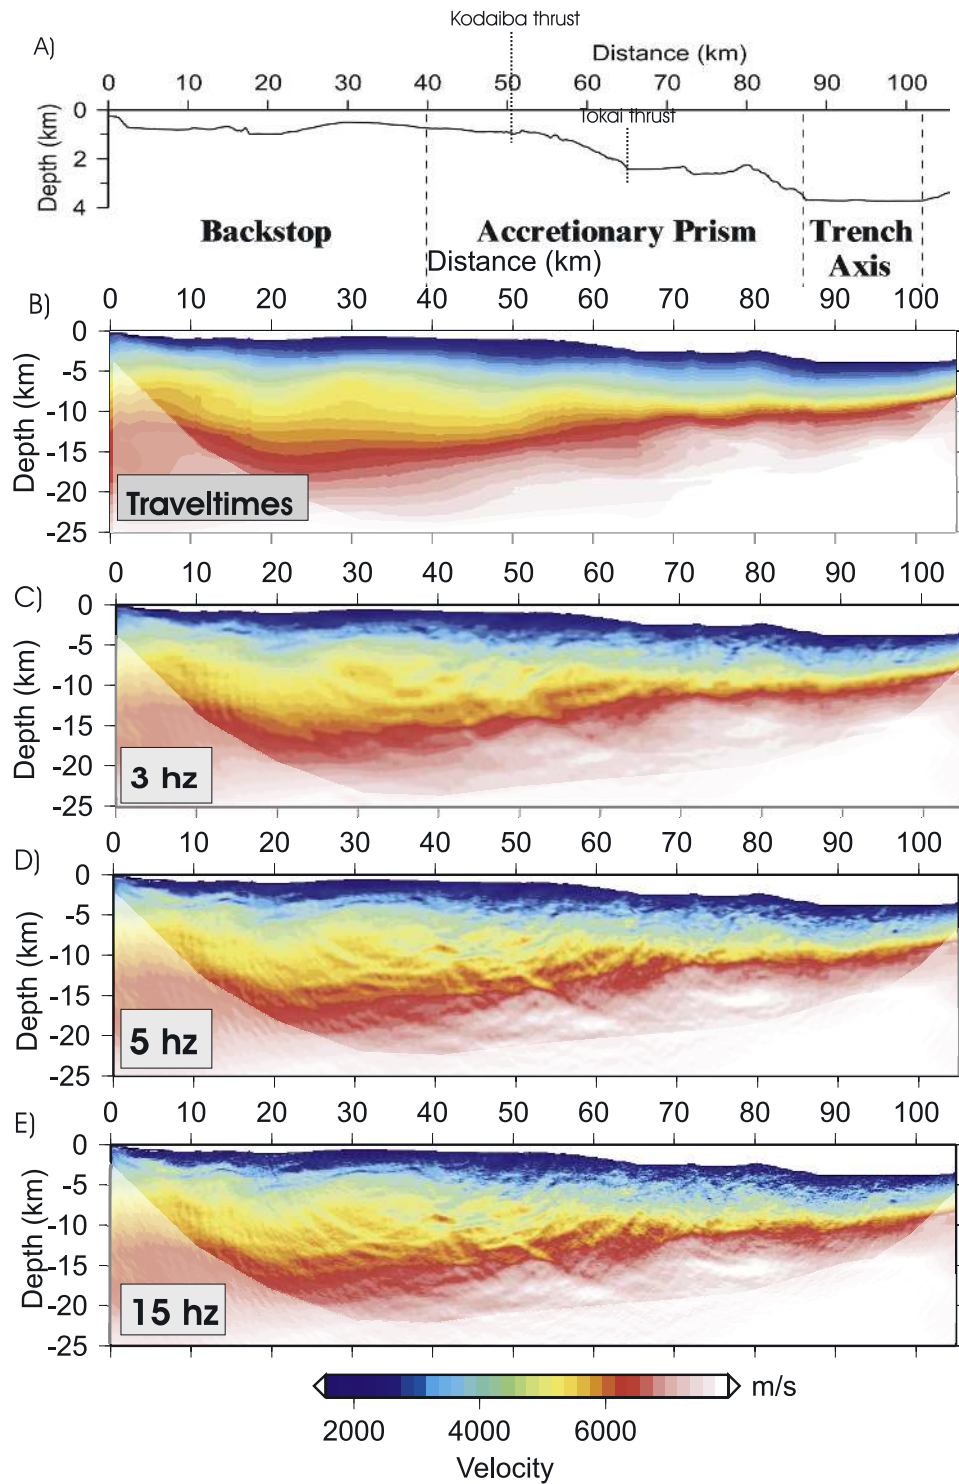 Kodaiba thrust
A)
Distance (km)
0 10 20 30 40 50 60 70 80 90 100
Tokai thrust
Depth (km)
0
2
4
Backstop
Accretionary Prism
Trench
Axis
Distance (km)
B)
0 10 20 30 40 50 60 70 80 90 100
Depth (km)
0
-5
-10
-15
-20
-25
Traveltimes
0 10 20 30 40 50 60 70 80 90 100
C)
Depth (km)
0
-5
-10
-15
-20
-25
3 hz
0 10 20 30 40 50 60 70 80 90 100
D)
Depth (km)
0
-5
-10
-15
-20
-25
5 hz
0 10 20 30 40 50 60 70 80 90 100
E)
Depth (km)
0
-5
-10
-15
-20
-25
15 hz
m/s
2000 4000 6000
Velocity